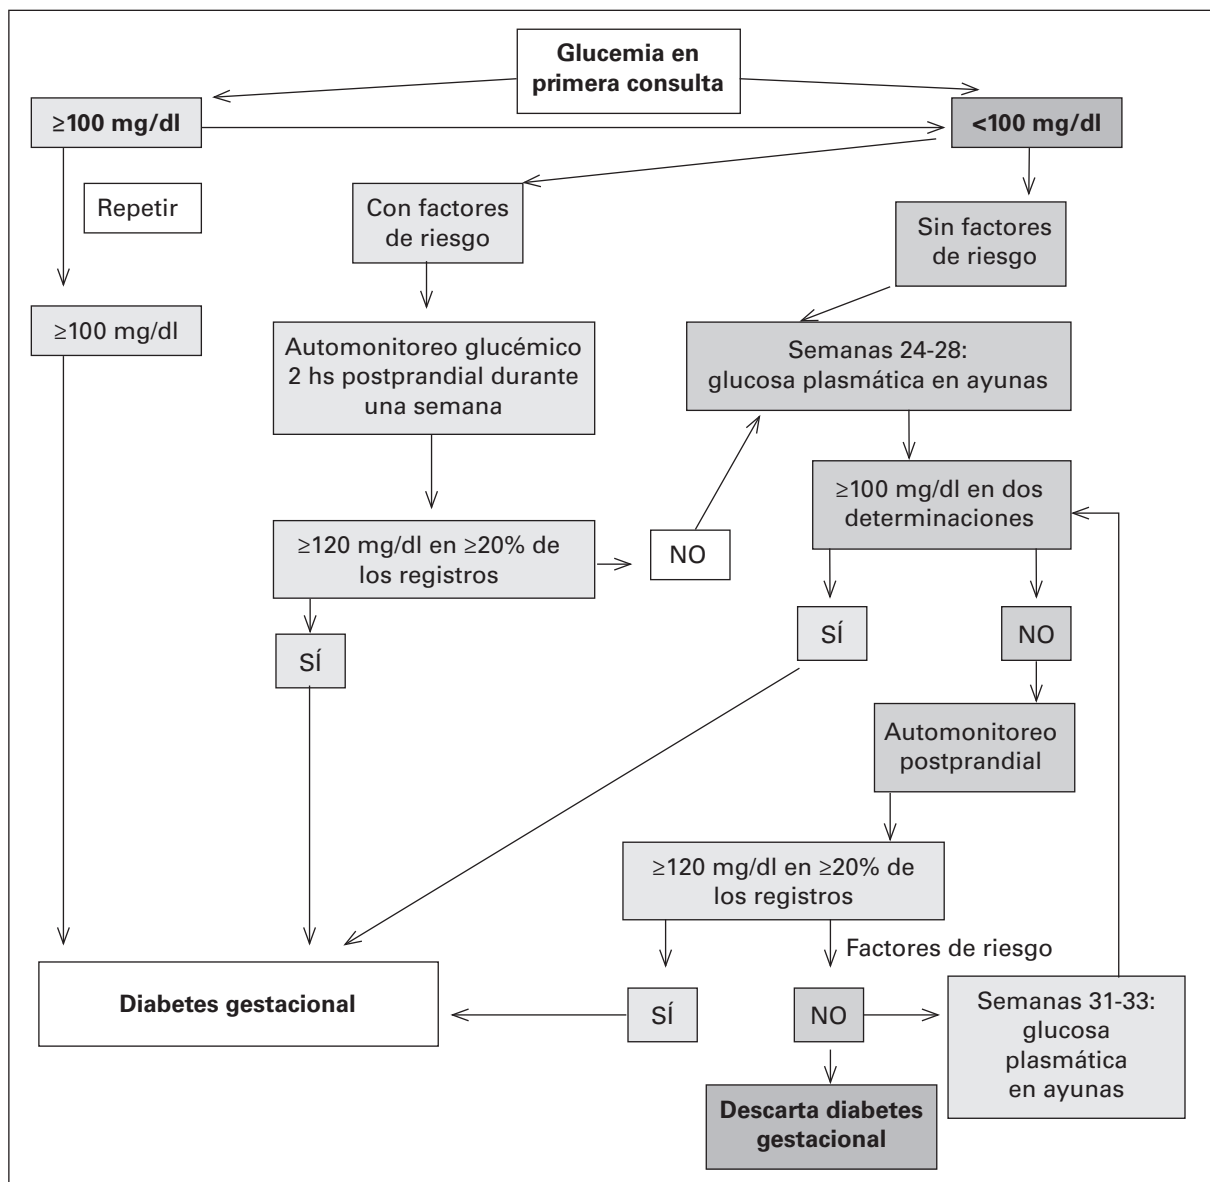 Glucemia en
primera consulta
≥100 mg/dl
<100 mg/dl
Repetir
Con factores
de riesgo
Sin factores
de riesgo
≥100 mg/dl
Automonitoreo glucémico
2 hs postprandial durante
una semana
Semanas 24-28:
glucosa plasmática en ayunas
≥100 mg/dl en dos
determinaciones
≥120 mg/dl en ≥20% de
los registros
NO
SÍ
SÍ
NO
Automonitoreo
postprandial
≥120 mg/dl en ≥20% de
los registros
Factores de riesgo
Diabetes gestacional
SÍ
NO
Semanas 31-33:
glucosa
plasmática
en ayunas
Descarta diabetes
gestacional